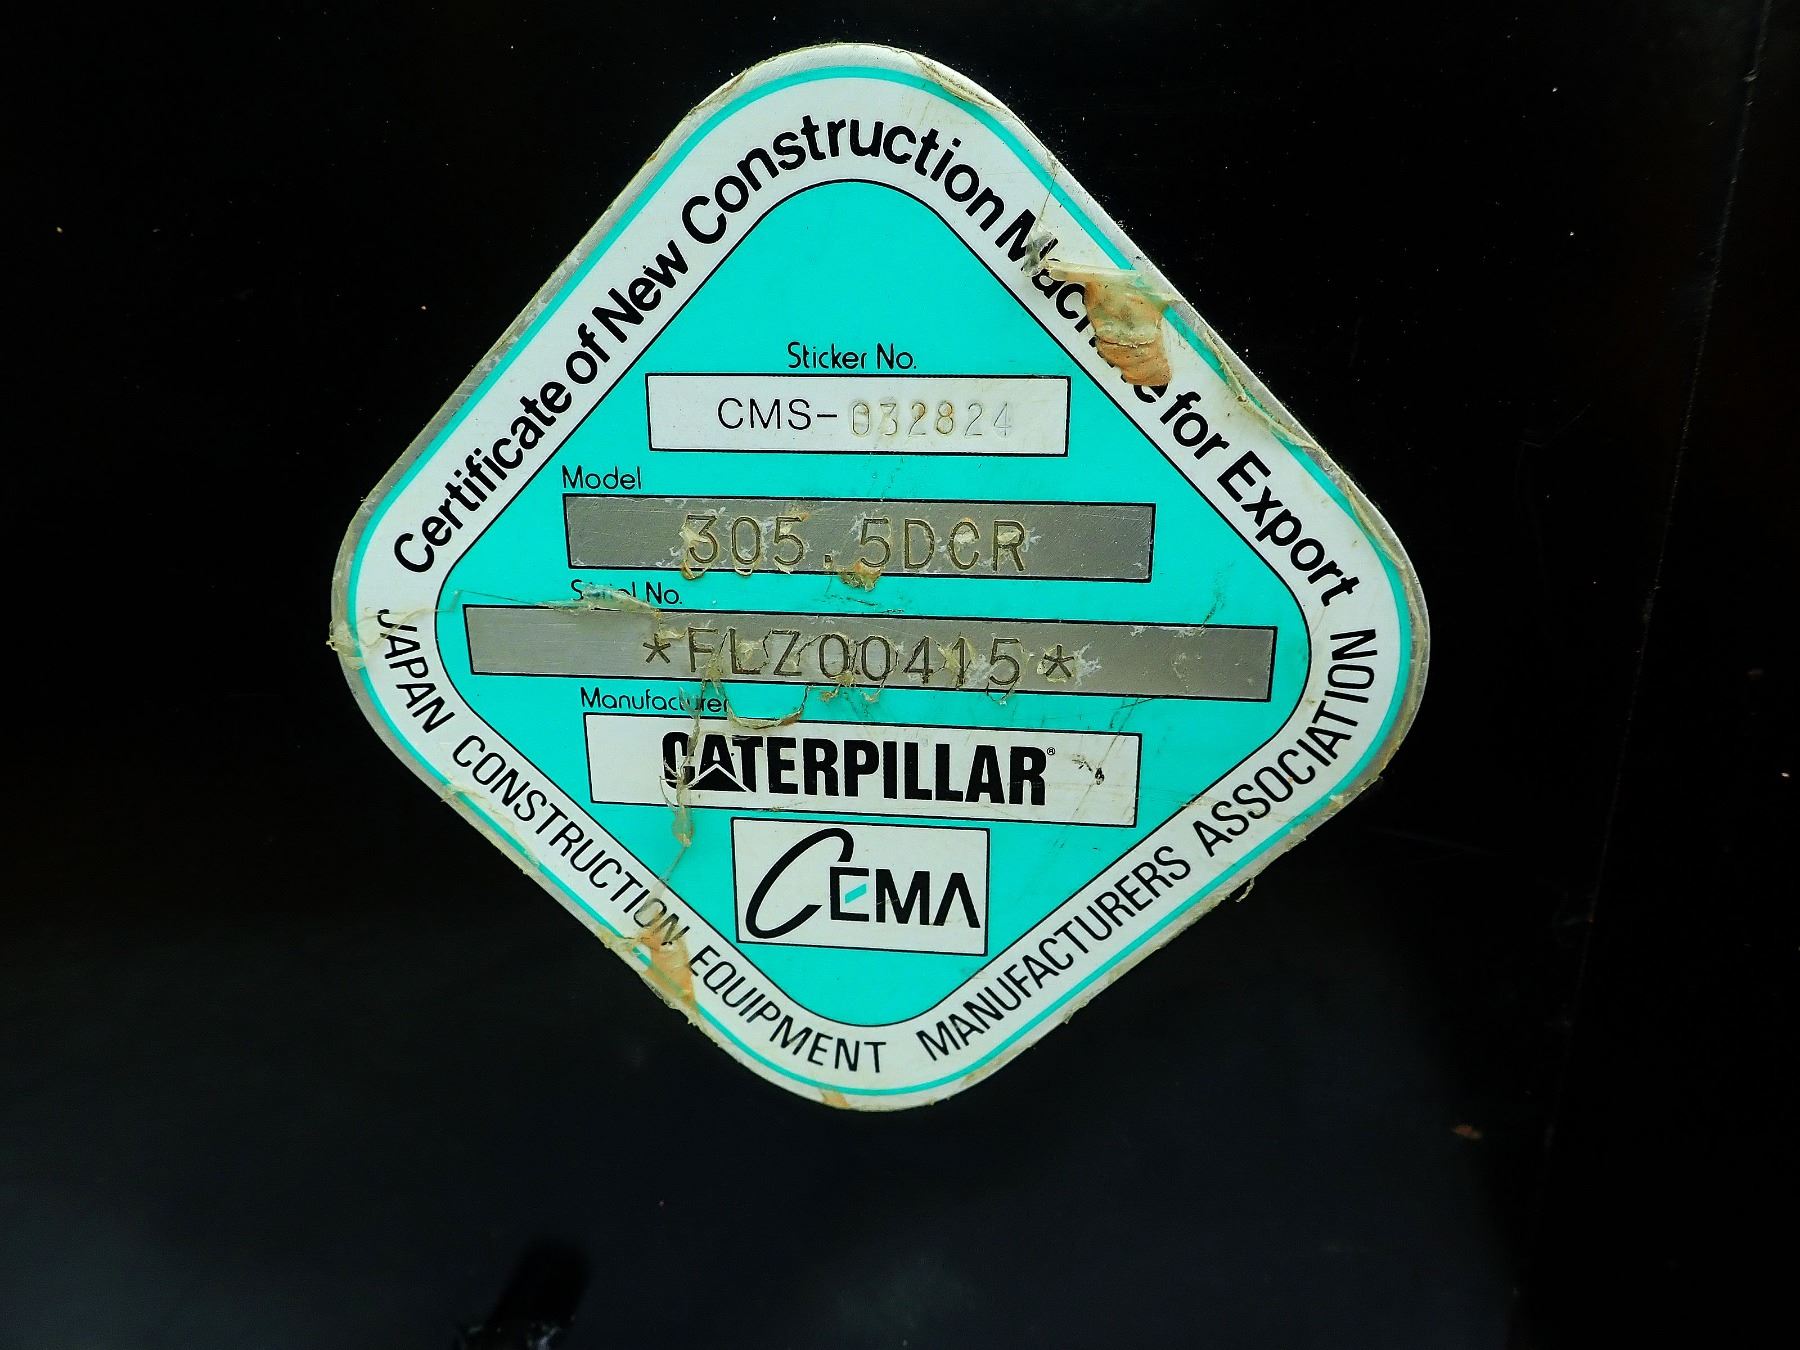 Certificate of New Construction Machine for Export
Sticker No.
CMS-032824
Model
305.5DCR
Serial No.
*FLZ00415*
Manufacturer
CATERPILLAR®
CEMA
JAPAN CONSTRUCTION EQUIPMENT MANUFACTURERS ASSOCIATION